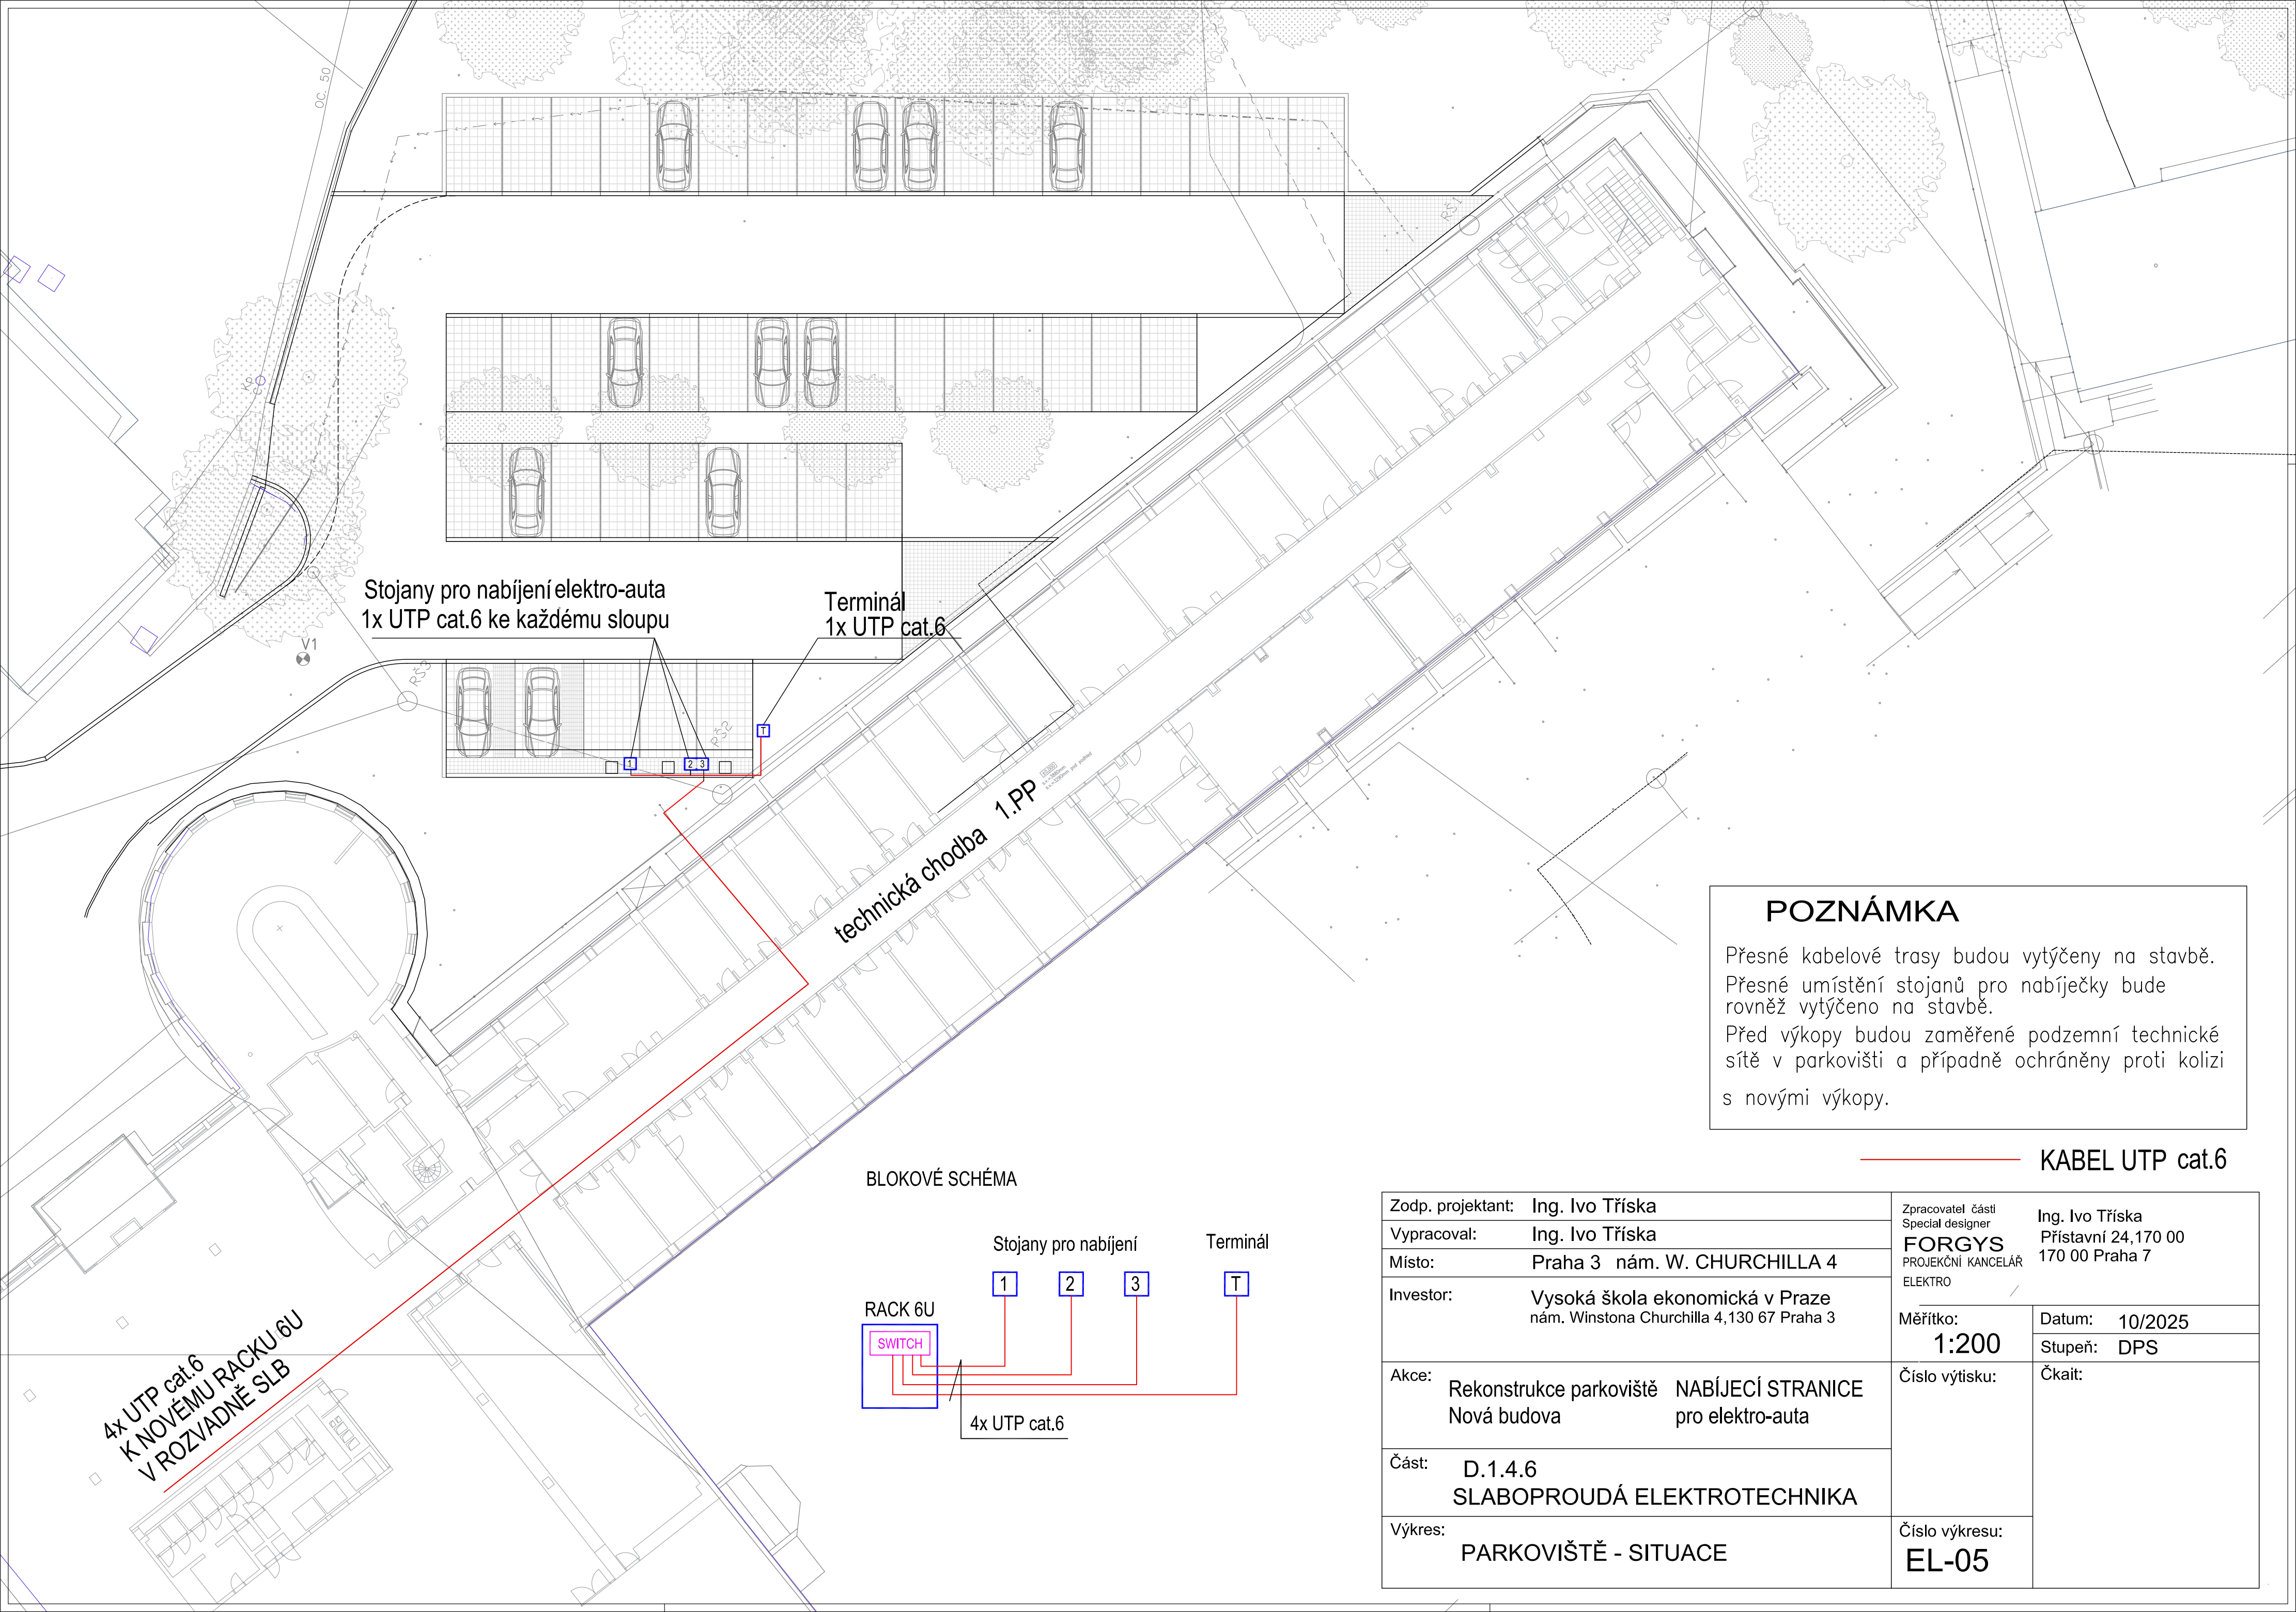 OC. 50
RŠ1
KP
Stojany pro nabíjení elektro-auta
1x UTP cat.6 ke každému sloupu
Terminál
1x UTP cat.6
V1
RŠ3
RŠ2
T
1
2
3
technická chodba 1.PP
POZNÁMKA
Přesné kabelové trasy budou vytýčeny na stavbě.
Přesné umístění stojanů pro nabíječky bude
rovněž vytýčeno na stavbě.
Před výkopy budou zaměřené podzemní technické
sítě v parkovišti a případně ochráněny proti kolizi
s novými výkopy.
KABEL UTP cat.6
BLOKOVÉ SCHÉMA
Stojany pro nabíjení
Terminál
1
2
3
T
RACK 6U
SWITCH
4x UTP cat.6
4x UTP cat.6
K NOVÉMU RACKU 6U
V ROZVADNĚ SLB
Zodp. projektant: Ing. Ivo Tříska
Vypracoval: Ing. Ivo Tříska
Místo: Praha 3 nám. W. CHURCHILLA 4
Investor: Vysoká škola ekonomická v Praze
nám. Winstona Churchilla 4,130 67 Praha 3
Akce: Rekonstrukce parkoviště NABÍJECÍ STRANICE
Nová budova pro elektro-auta
Část: D.1.4.6
SLABOPROUDÁ ELEKTROTECHNIKA
Výkres: PARKOVIŠTĚ - SITUACE
Zpracovatel části
Special designer
FORGYS
PROJEKČNÍ KANCELÁŘ
ELEKTRO
Ing. Ivo Tříska
Přístavní 24,170 00
170 00 Praha 7
Měřítko:
1:200
Datum: 10/2025
Stupeň: DPS
Číslo výtisku:
Čkait:
Číslo výkresu:
EL-05